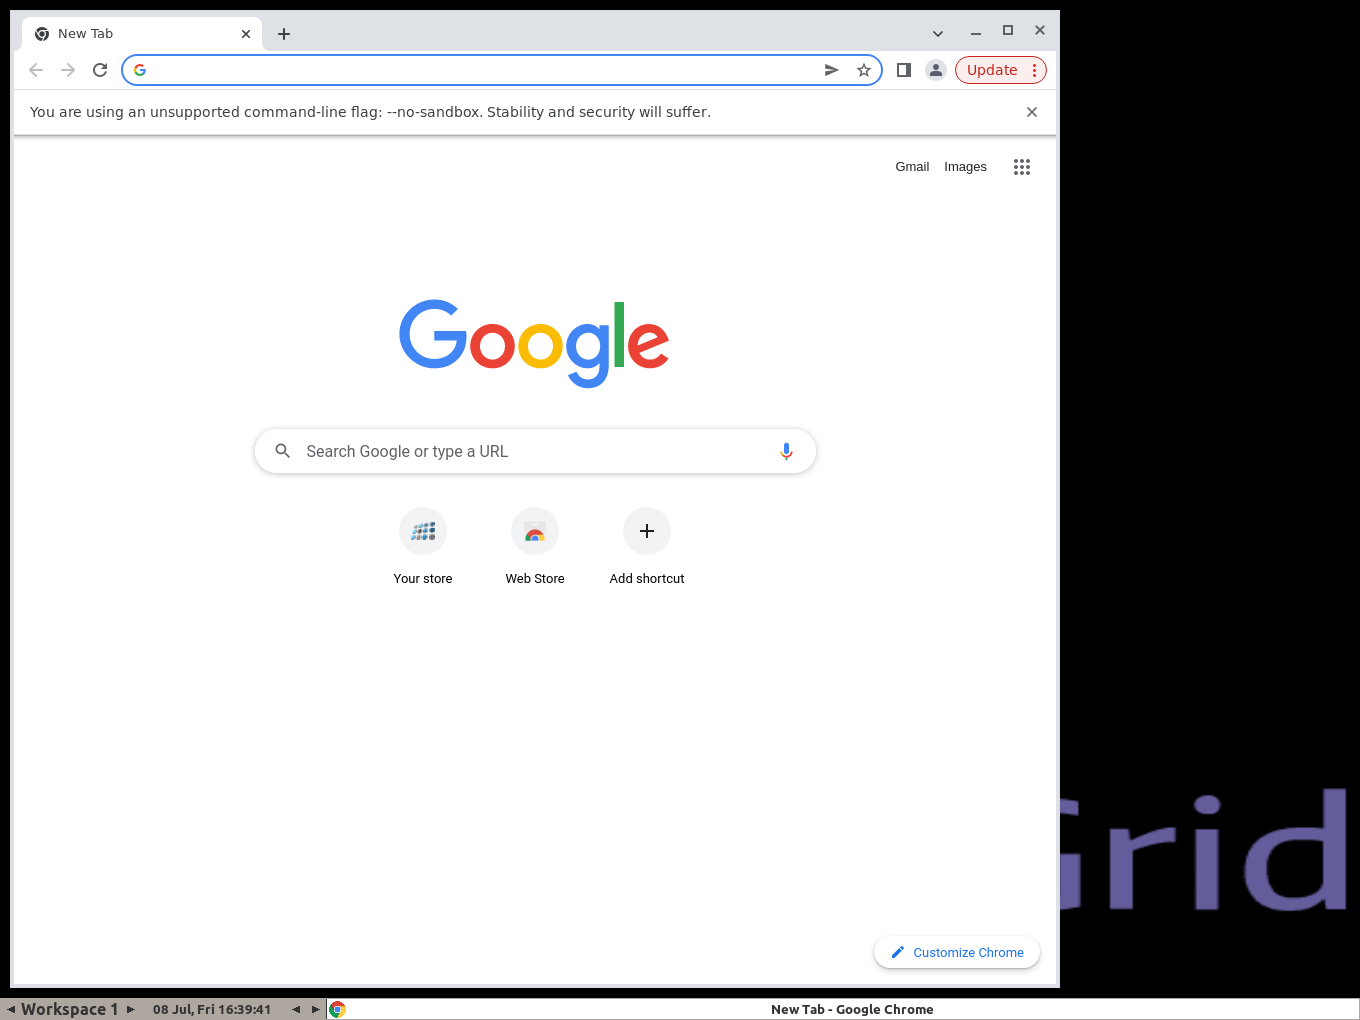 New Tab
Update
You are using an unsupported command-line flag: --no-sandbox. Stability and security will suffer.
Gmail Images
Google
Search Google or type a URL
Your store Web Store Add shortcut
Grid
Customize Chrome
Workspace 1 08 Jul, Fri 16:39:41 New Tab - Google Chrome